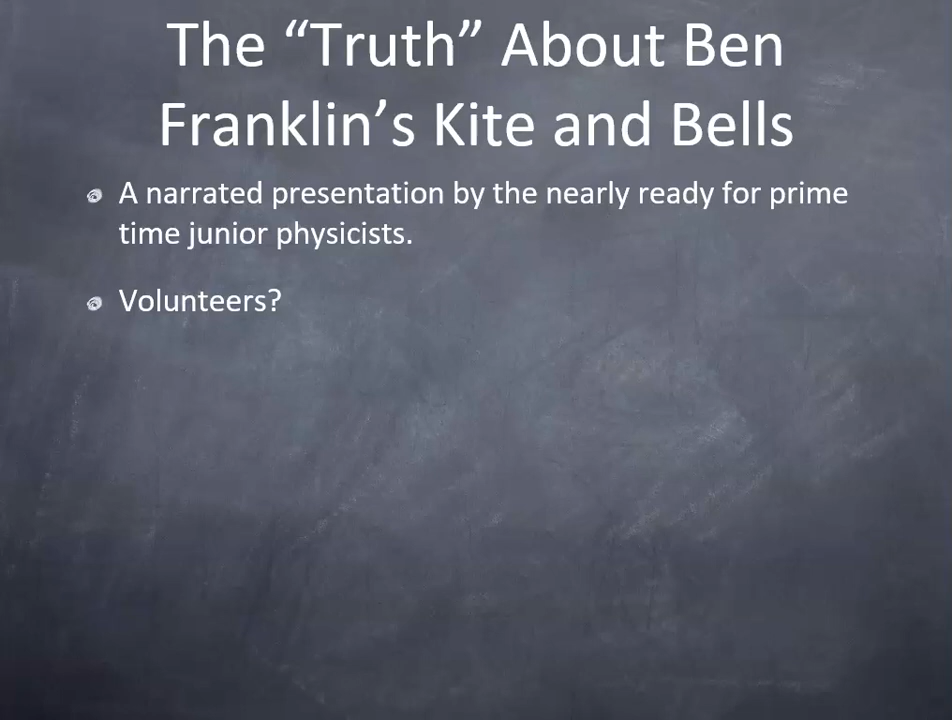 The “Truth” About Ben
Franklin’s Kite and Bells
A narrated presentation by the nearly ready for prime
time junior physicists.
Volunteers?